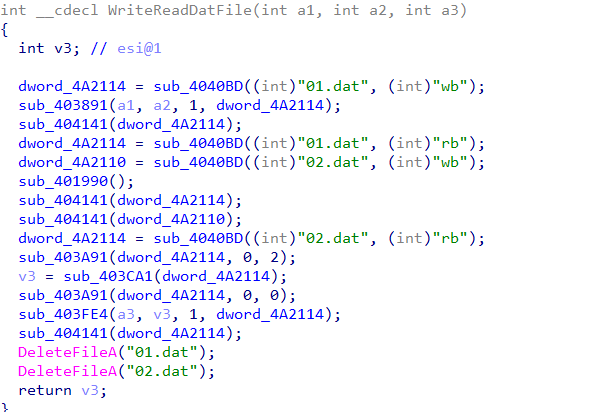 int __cdecl WriteReadDatFile(int a1, int a2, int a3)
{
int v3; // esi@1
dword_4A2114 = sub_4040BD((int)"01.dat", (int)"wb");
sub_403891(a1, a2, 1, dword_4A2114);
sub_404141(dword_4A2114);
dword_4A2114 = sub_4040BD((int)"01.dat", (int)"rb");
dword_4A2110 = sub_4040BD((int)"02.dat", (int)"wb");
sub_401990();
sub_404141(dword_4A2114);
sub_404141(dword_4A2110);
dword_4A2114 = sub_4040BD((int)"02.dat", (int)"rb");
sub_403A91(dword_4A2114, 0, 2);
v3 = sub_403CA1(dword_4A2114);
sub_403A91(dword_4A2114, 0, 0);
sub_403FE4(a3, v3, 1, dword_4A2114);
sub_404141(dword_4A2114);
DeleteFileA("01.dat");
DeleteFileA("02.dat");
return v3;
}